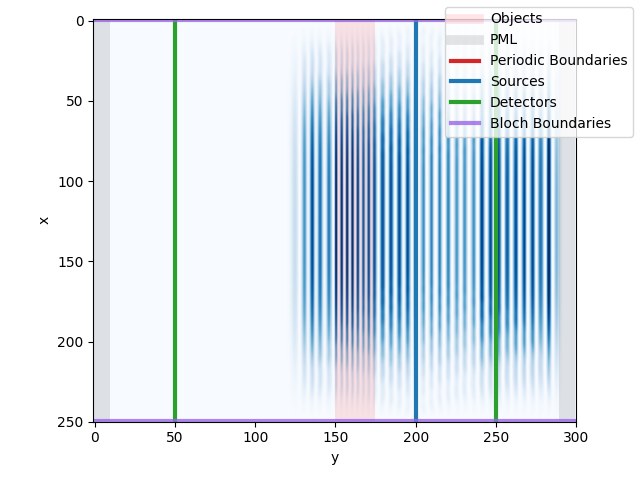 Objects
PML
Periodic Boundaries
Sources
Detectors
Bloch Boundaries
0
50
100
150
200
250
x
0 50 100 150 200 250 300
y